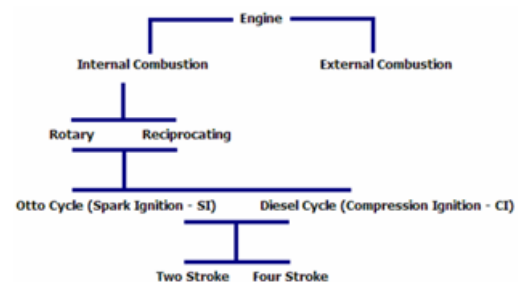 Engine
Internal Combustion External Combustion
Rotary Reciprocating
Otto Cycle (Spark Ignition - SI) Diesel Cycle (Compression Ignition - CI)
Two Stroke Four Stroke